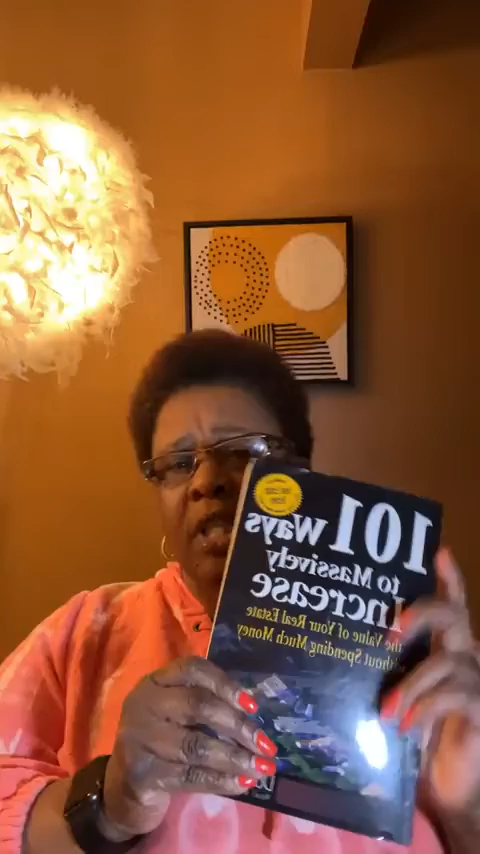 101 Ways
to Massively
Increase
the Value of Your Real Estate
without Spending Much Money